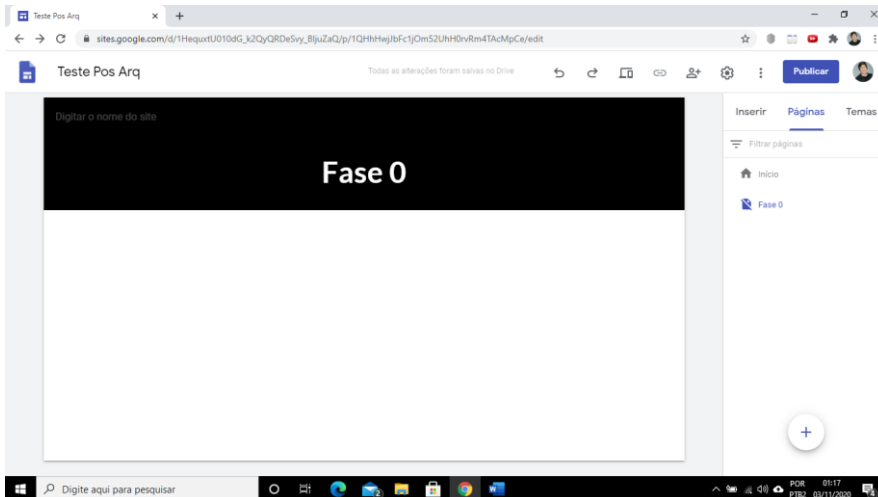 Teste Pos Arq
sites.google.com/d/1HequxtU010dG_k2QyQRDeSvy_BljuZaQ/p/1QHhHwjJbFc1jOm52UhH0rvRm4TAcMpCe/edit
Teste Pos Arq
Todas as alterações foram salvas no Drive
Publicar
Digitar o nome do site
Fase 0
Inserir Páginas Temas
Filtrar páginas
Início
Fase 0
Digite aqui para pesquisar
POR 01:17
PTB2 03/11/2020